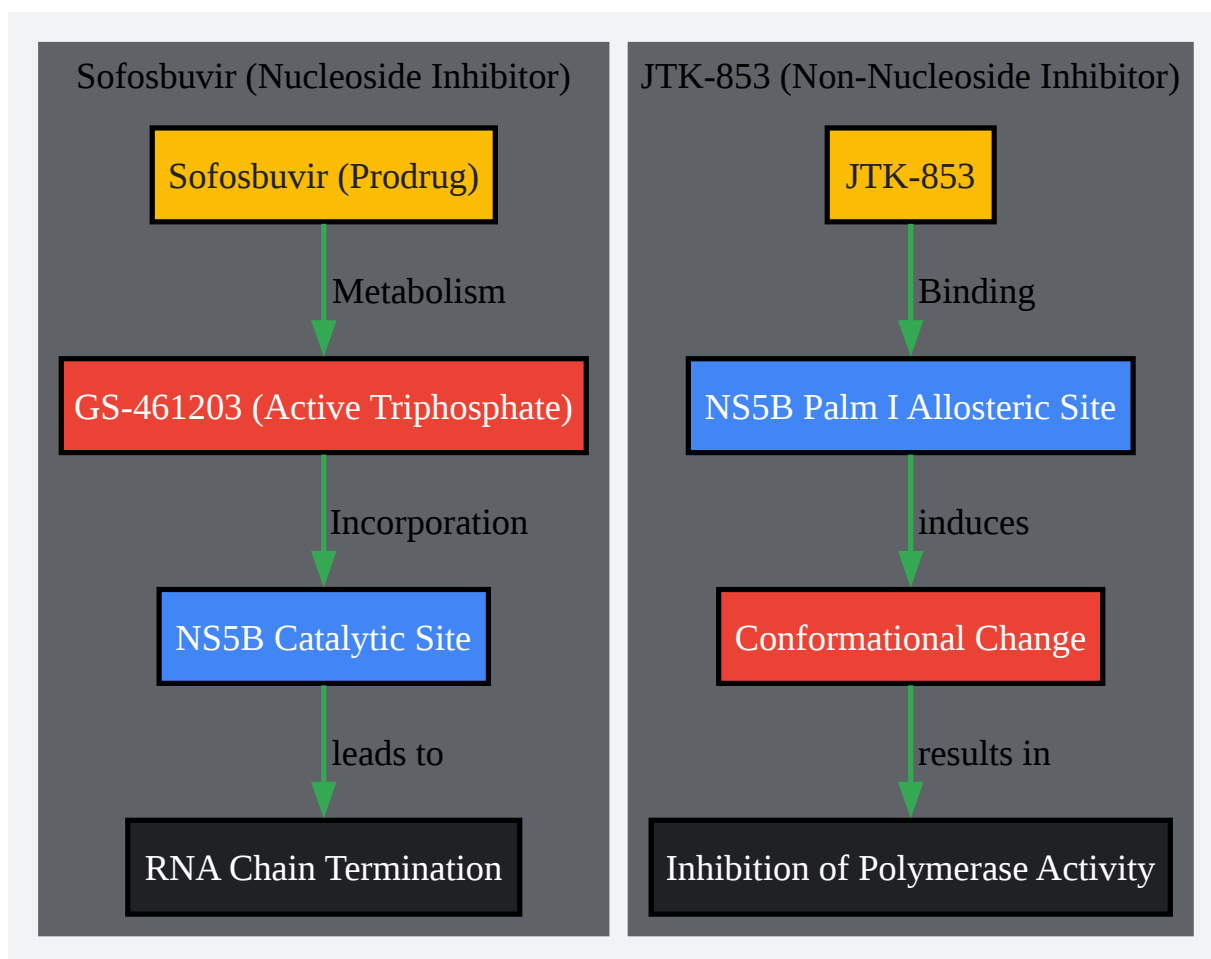 Sofosbuvir (Nucleoside Inhibitor)
Sofosbuvir (Prodrug)
Metabolism
GS-461203 (Active Triphosphate)
Incorporation
NS5B Catalytic Site
leads to
RNA Chain Termination
JTK-853 (Non-Nucleoside Inhibitor)
JTK-853
Binding
NS5B Palm I Allosteric Site
induces
Conformational Change
results in
Inhibition of Polymerase Activity